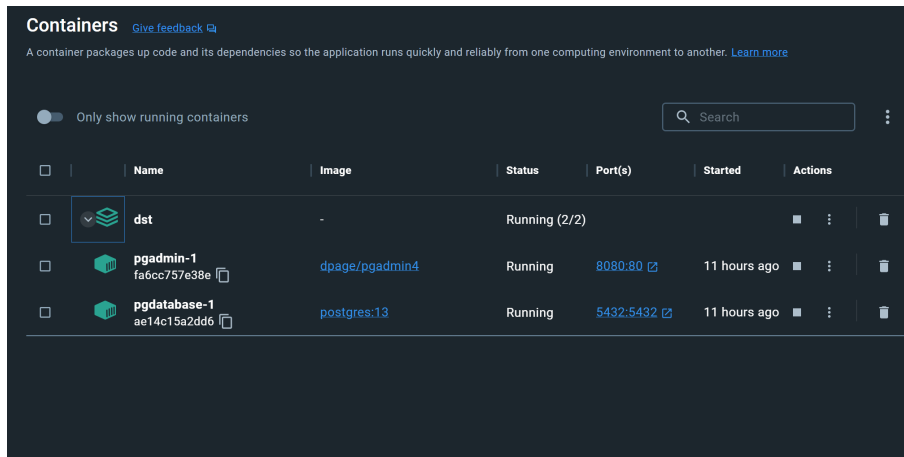 Containers Give feedback
A container packages up code and its dependencies so the application runs quickly and reliably from one computing environment to another. Learn more
Only show running containers Search
Name Image Status Port(s) Started Actions
dst - Running (2/2)
pgadmin-1
fa6cc757e38e dpage/pgadmin4 Running 8080:80 11 hours ago
pgdatabase-1
ae14c15a2dd6 postgres:13 Running 5432:5432 11 hours ago